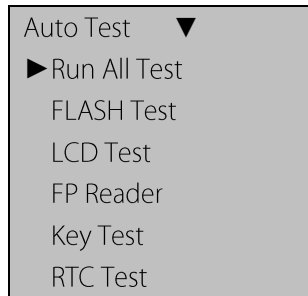 Auto Test ▼
►Run All Test
FLASH Test
LCD Test
FP Reader
Key Test
RTC Test